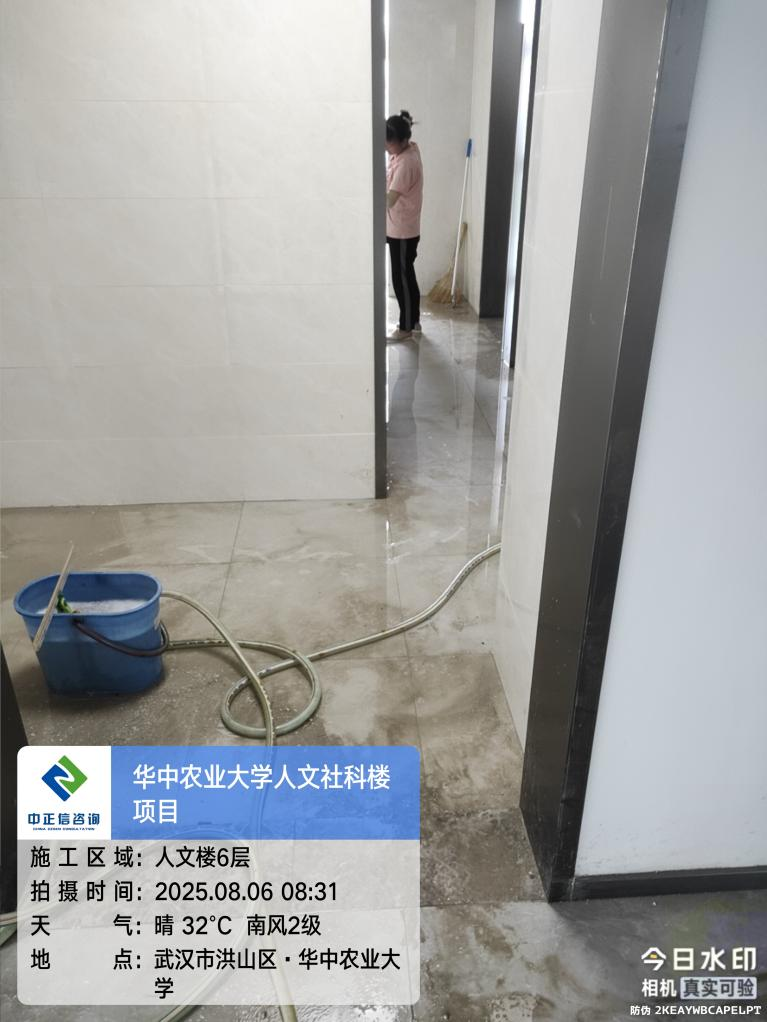 华中农业大学人文社科楼
项目
中正信咨询
施工区域：人文楼6层
拍摄时间：2025.08.06 08:31
天气：晴 32℃ 南风2级
地点：武汉市洪山区·华中农业大
学
今日水印
相机 真实可验
防伪 2KEAYWBCAPELPT